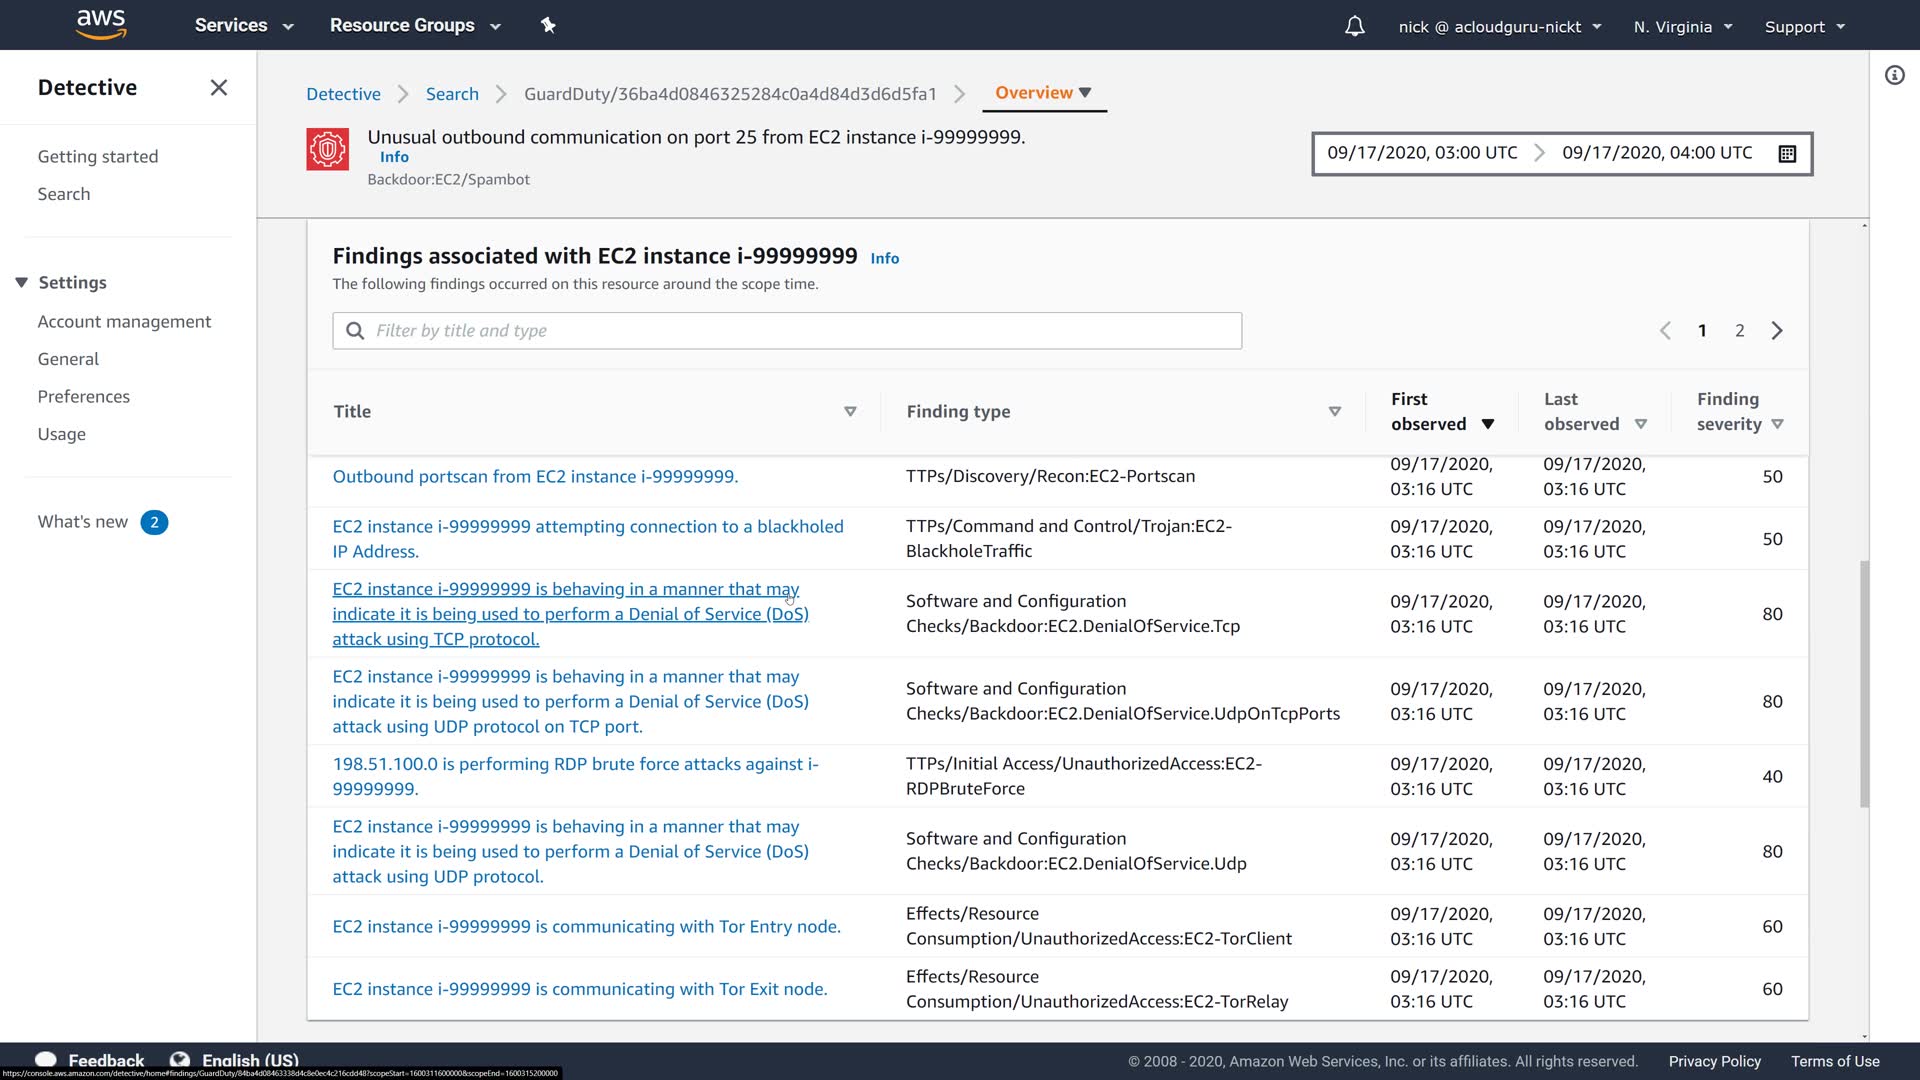 aws
Services
Resource Groups
nick @ acloudguru-nickt
N. Virginia
Support
Detective
Getting started
Search
Settings
Account management
General
Preferences
Usage
What's new 2
Detective
Search
GuardDuty/36ba4d0846325284c0a4d84d3d6d5fa1
Overview
Unusual outbound communication on port 25 from EC2 instance i-99999999.
Info
Backdoor:EC2/Spambot
09/17/2020, 03:00 UTC
09/17/2020, 04:00 UTC
Findings associated with EC2 instance i-99999999 Info
The following findings occurred on this resource around the scope time.
Filter by title and type
1 2
Title
Finding type
First
observed
Last
observed
Finding
severity
Outbound portscan from EC2 instance i-99999999.
TTPs/Discovery/Recon:EC2-Portscan
09/17/2020,
03:16 UTC
09/17/2020,
03:16 UTC
50
EC2 instance i-99999999 attempting connection to a blackholed
IP Address.
TTPs/Command and Control/Trojan:EC2-
BlackholeTraffic
09/17/2020,
03:16 UTC
09/17/2020,
03:16 UTC
50
EC2 instance i-99999999 is behaving in a manner that may
indicate it is being used to perform a Denial of Service (DoS)
attack using TCP protocol.
Software and Configuration
Checks/Backdoor:EC2.DenialOfService.Tcp
09/17/2020,
03:16 UTC
09/17/2020,
03:16 UTC
80
EC2 instance i-99999999 is behaving in a manner that may
indicate it is being used to perform a Denial of Service (DoS)
attack using UDP protocol on TCP port.
Software and Configuration
Checks/Backdoor:EC2.DenialOfService.UdpOnTcpPorts
09/17/2020,
03:16 UTC
09/17/2020,
03:16 UTC
80
198.51.100.0 is performing RDP brute force attacks against i-
99999999.
TTPs/Initial Access/UnauthorizedAccess:EC2-
RDPBruteForce
09/17/2020,
03:16 UTC
09/17/2020,
03:16 UTC
40
EC2 instance i-99999999 is behaving in a manner that may
indicate it is being used to perform a Denial of Service (DoS)
attack using UDP protocol.
Software and Configuration
Checks/Backdoor:EC2.DenialOfService.Udp
09/17/2020,
03:16 UTC
09/17/2020,
03:16 UTC
80
EC2 instance i-99999999 is communicating with Tor Entry node.
Effects/Resource
Consumption/UnauthorizedAccess:EC2-TorClient
09/17/2020,
03:16 UTC
09/17/2020,
03:16 UTC
60
EC2 instance i-99999999 is communicating with Tor Exit node.
Effects/Resource
Consumption/UnauthorizedAccess:EC2-TorRelay
09/17/2020,
03:16 UTC
09/17/2020,
03:16 UTC
60
Feedback
English (US)
© 2008 - 2020, Amazon Web Services, Inc. or its affiliates. All rights reserved.
Privacy Policy
Terms of Use